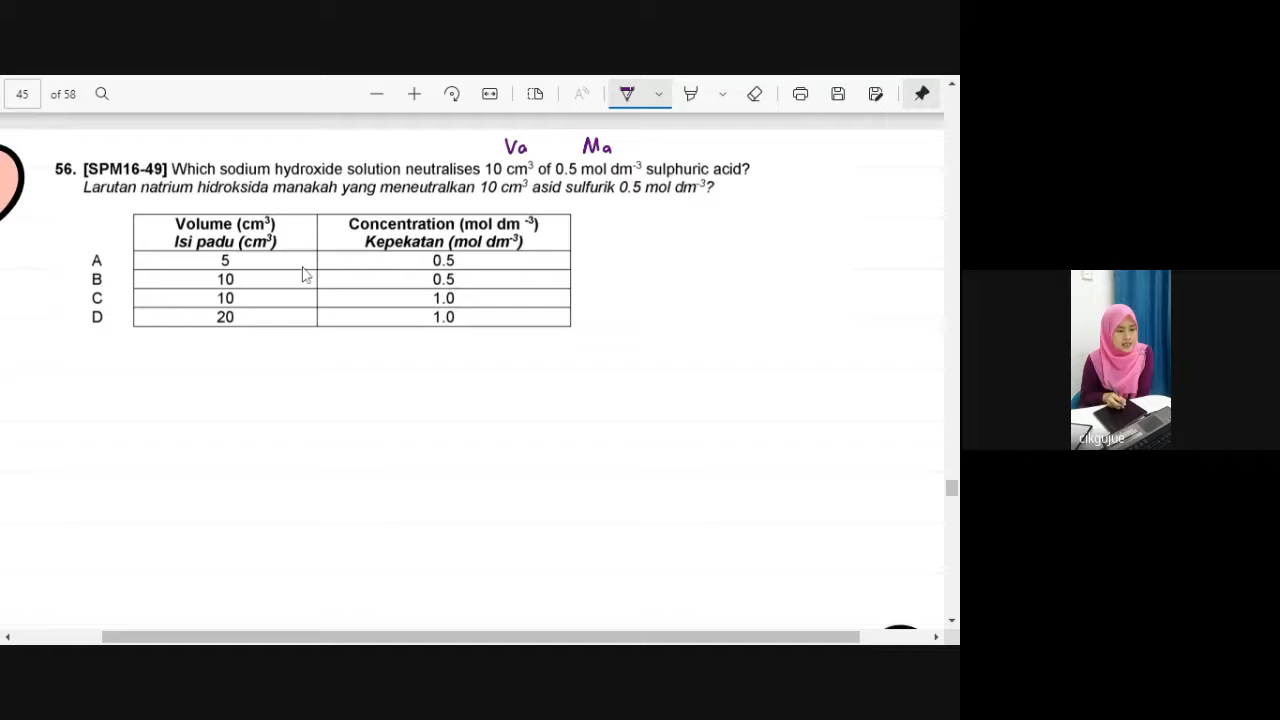 45 of 58
Va Ma
56. [SPM16-49] Which sodium hydroxide solution neutralises 10 cm³ of 0.5 mol dm⁻³ sulphuric acid?
Larutan natrium hidroksida manakah yang meneutralkan 10 cm³ asid sulfurik 0.5 mol dm⁻³?
Volume (cm³) Concentration (mol dm ⁻³)
Isi padu (cm³) Kepekatan (mol dm⁻³)
A 5 0.5
B 10 0.5
C 10 1.0
D 20 1.0
cikgujue